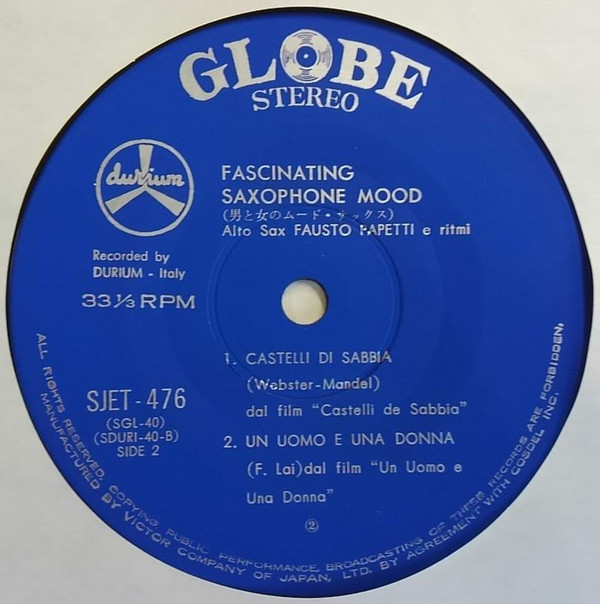 GLOBE
STEREO
durium
FASCINATING
SAXOPHONE MOOD
(男と女のムード・サックス)
Alto Sax FAUSTO PAPETTI e ritmi
Recorded by
DURIUM - Italy
33 1/3 RPM
1. CASTELLI DI SABBIA
(Webster-Mandel)
dal film "Castelli de Sabbia"
2. UN UOMO E UNA DONNA
(F. Lai)dal film "Un Uomo e
Una Donna"
②
SJET-476
(SGL-40)
(SDURI-40-B)
SIDE 2
ALL RIGHTS RESERVED. COPYING PUBLIC PERFORMANCE, BROADCASTING OF THESE RECORDS ARE FORBIDDEN.
MANUFACTURED BY VICTOR COMPANY OF JAPAN, LTD. BY AGREEMENT WITH COSDEL INC.